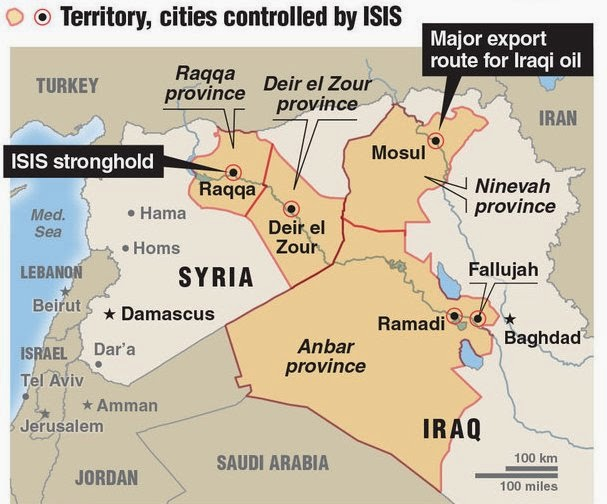 Territory, cities controlled by ISIS
Major export
route for Iraqi oil
TURKEY
Raqqa
province
Deir el Zour
province
IRAN
ISIS stronghold
Mosul
Raqqa
Ninevah
province
Med.
Sea
Hama
Deir el
Zour
Homs
SYRIA
Fallujah
LEBANON
Beirut
Damascus
Ramadi
Baghdad
ISRAEL
Dar'a
Anbar
province
Tel Aviv
Amman
Jerusalem
IRAQ
SAUDI ARABIA
JORDAN
100 km
100 miles